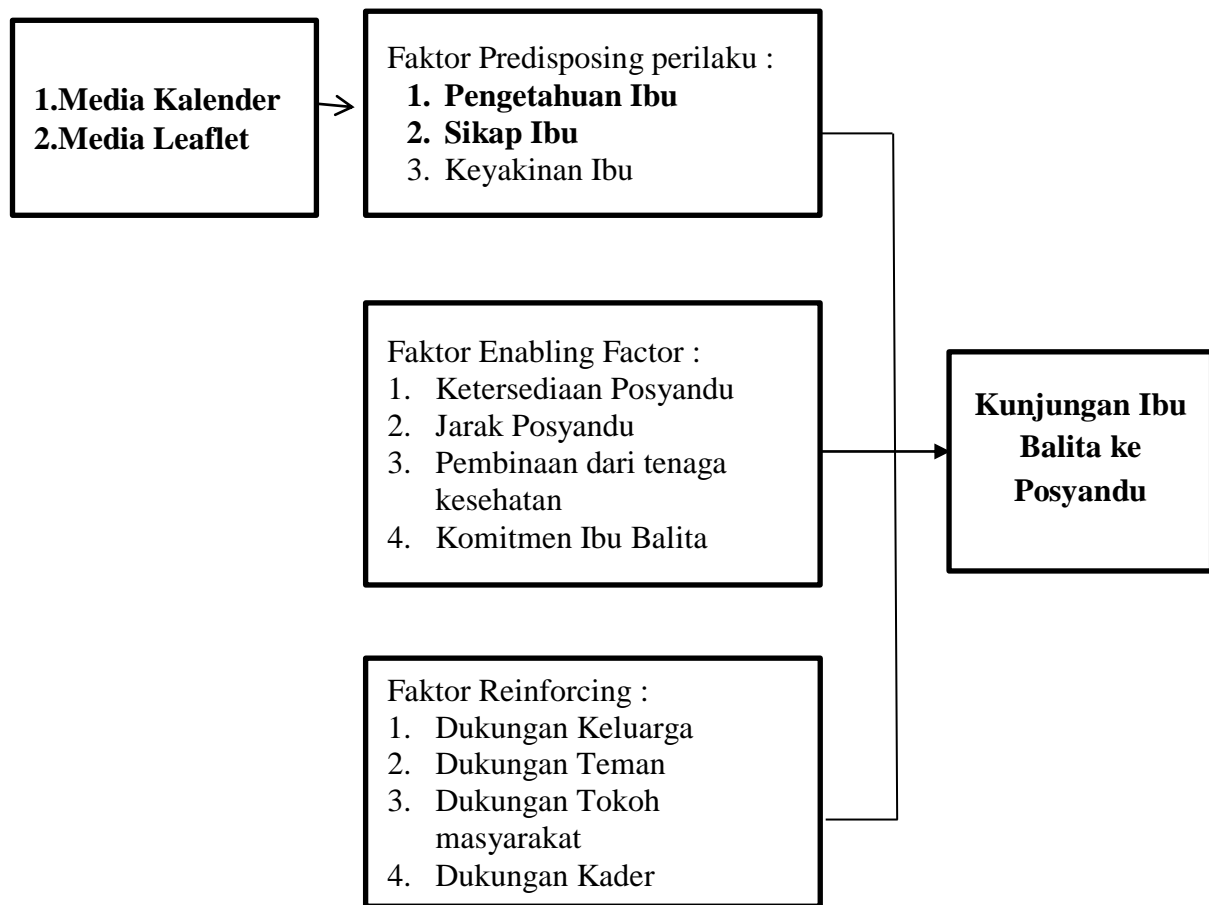 1.Media Kalender
2.Media Leaflet
Faktor Predisposing perilaku :
1. Pengetahuan Ibu
2. Sikap Ibu
3. Keyakinan Ibu
Faktor Enabling Factor :
1. Ketersediaan Posyandu
2. Jarak Posyandu
3. Pembinaan dari tenaga
kesehatan
4. Komitmen Ibu Balita
Kunjungan Ibu
Balita ke
Posyandu
Faktor Reinforcing :
1. Dukungan Keluarga
2. Dukungan Teman
3. Dukungan Tokoh
masyarakat
4. Dukungan Kader